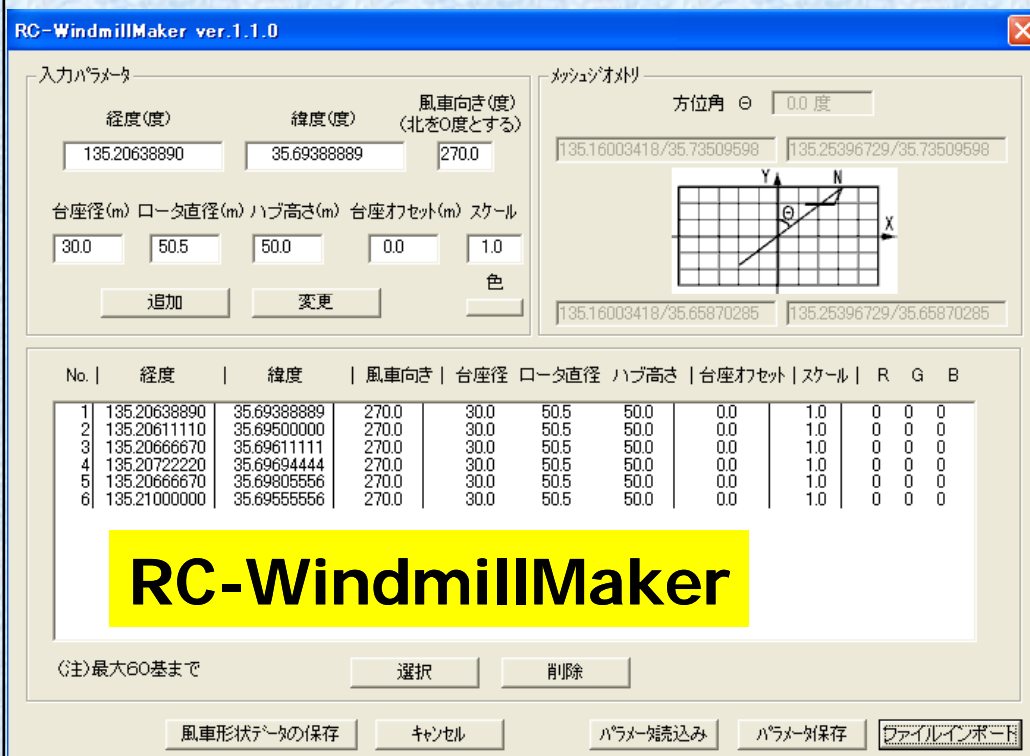 RC-WindmillMaker ver.1.1.0
入力パラメータ
経度(度) 緯度(度) 風車向き(度)
(北を0度とする)
135.20638890 35.69388889 270.0
台座径(m) ロータ直径(m) ハブ高さ(m) 台座オフセット(m) スケール
30.0 50.5 50.0 0.0 1.0
色
追加 変更
メッシュジオメトリ
方位角 Θ 0.0 度
135.16003418/35.73509598 135.25396729/35.73509598
Y N
Θ
X
135.16003418/35.65870285 135.25396729/35.65870285
No. | 経度 | 緯度 | 風車向き | 台座径 ロータ直径 ハブ高さ | 台座オフセット | スケール | R G B
1 135.20638890 35.69388889 270.0 30.0 50.5 50.0 0.0 1.0 0 0 0
2 135.20611110 35.69500000 270.0 30.0 50.5 50.0 0.0 1.0 0 0 0
3 135.20666670 35.69611111 270.0 30.0 50.5 50.0 0.0 1.0 0 0 0
4 135.20722220 35.69694444 270.0 30.0 50.5 50.0 0.0 1.0 0 0 0
5 135.20666670 35.69805556 270.0 30.0 50.5 50.0 0.0 1.0 0 0 0
6 135.21000000 35.69555556 270.0 30.0 50.5 50.0 0.0 1.0 0 0 0
RC-WindmillMaker
(注)最大60基まで
選択 削除
風車形状データの保存 キャンセル パラメータ読込み パラメータ保存 ファイルインポート